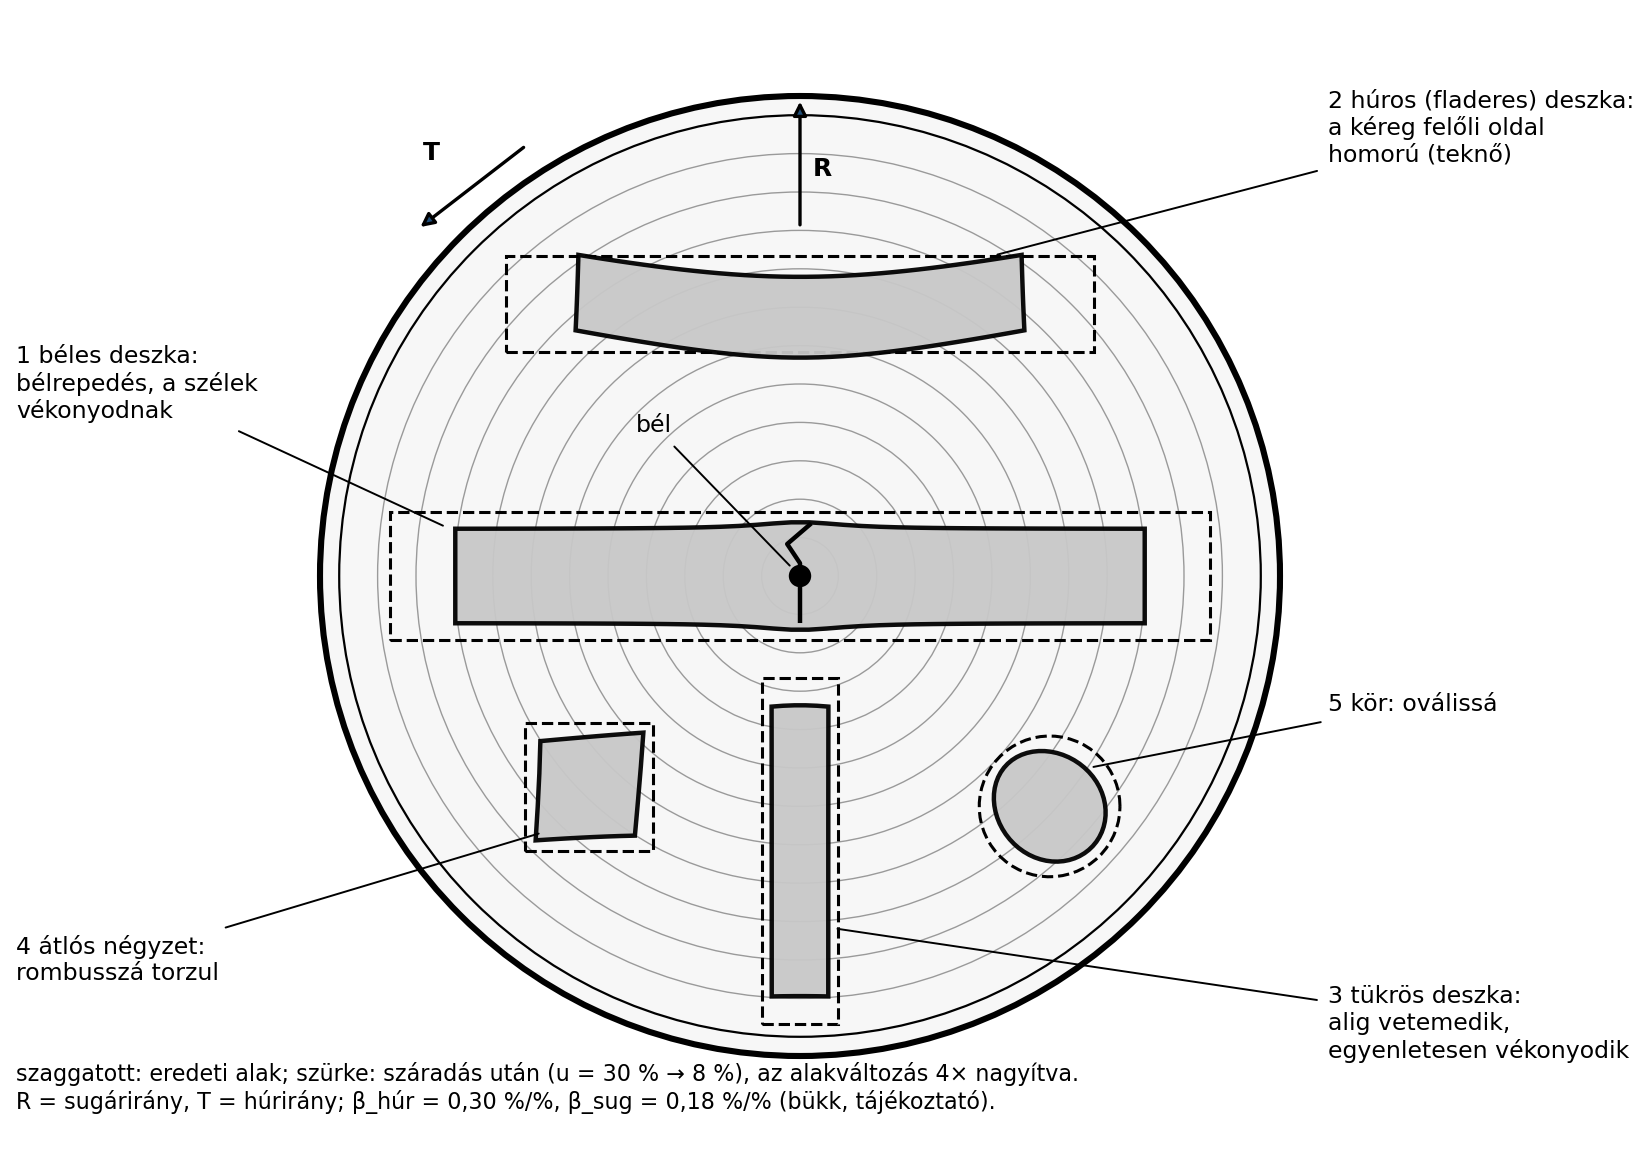 2 húros (fladeres) deszka:
a kéreg felőli oldal
homorú (teknő)
T
R
1 béles deszka:
bélrepedés, a szélek
vékonyodnak
bél
5 kör: oválissá
4 átlós négyzet:
rombusszá torzul
3 tükrös deszka:
alig vetemedik,
egyenletesen vékonyodik
szaggatott: eredeti alak; szürke: száradás után (u = 30 % → 8 %), az alakváltozás 4× nagyítva.
R = sugárirány, T = húrirány; β_húr = 0,30 %/%, β_sug = 0,18 %/% (bükk, tájékoztató).